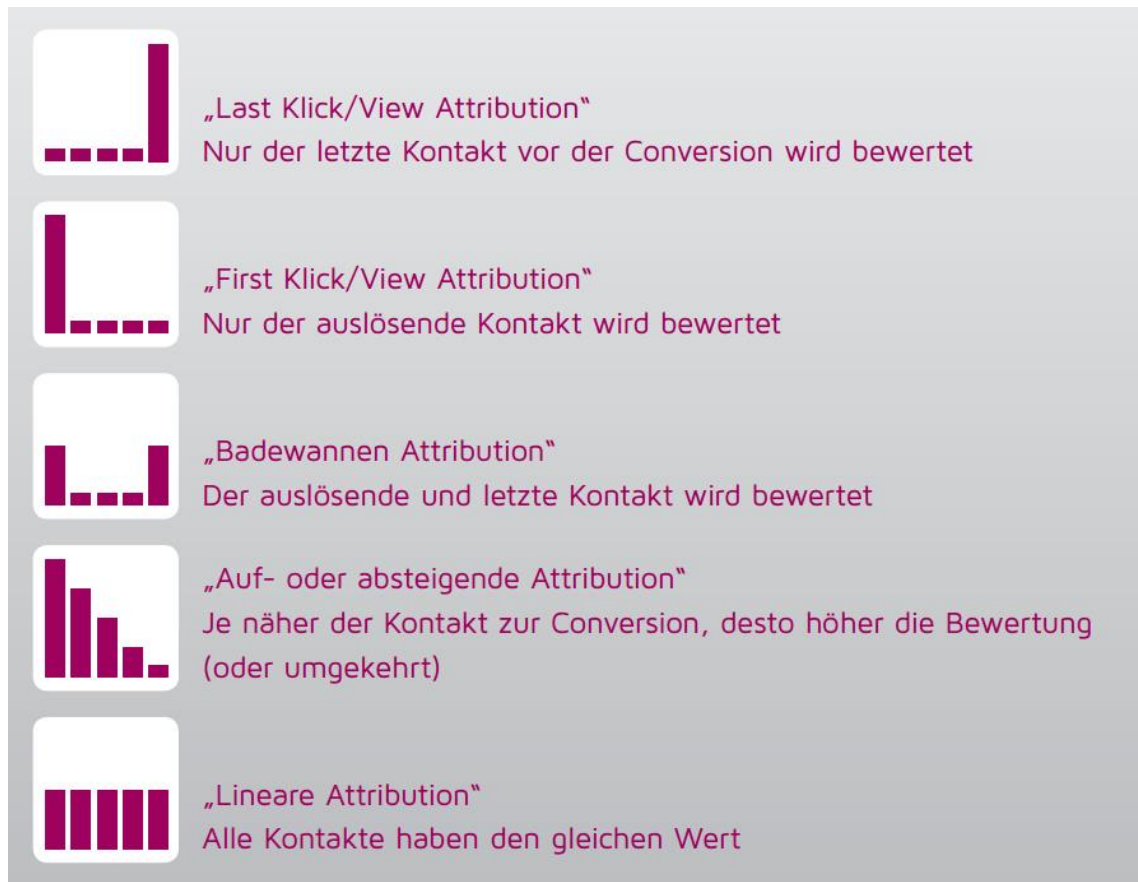 „Last Klick/View Attribution“
Nur der letzte Kontakt vor der Conversion wird bewertet
„First Klick/View Attribution“
Nur der auslösende Kontakt wird bewertet
„Badewannen Attribution“
Der auslösende und letzte Kontakt wird bewertet
„Auf- oder absteigende Attribution“
Je näher der Kontakt zur Conversion, desto höher die Bewertung
(oder umgekehrt)
„Lineare Attribution“
Alle Kontakte haben den gleichen Wert